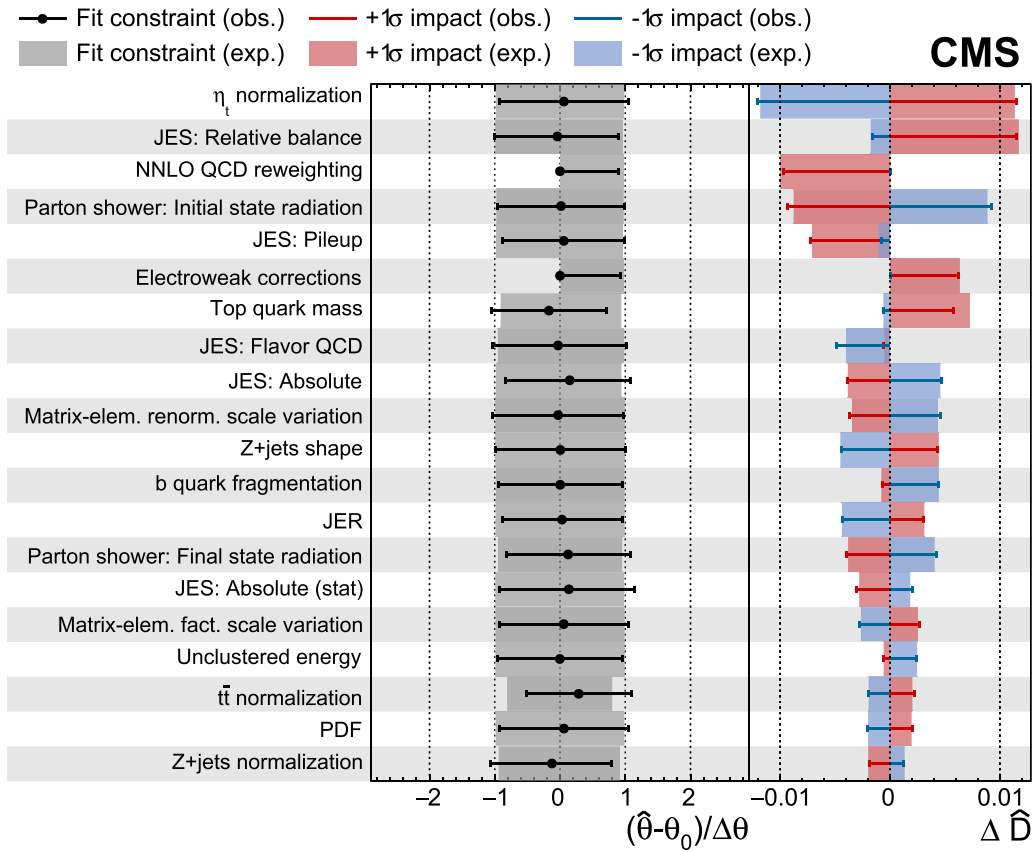 Fit constraint (obs.) +1σ impact (obs.) -1σ impact (obs.)
Fit constraint (exp.) +1σ impact (exp.) -1σ impact (exp.)
CMS
η_t normalization
JES: Relative balance
NNLO QCD reweighting
Parton shower: Initial state radiation
JES: Pileup
Electroweak corrections
Top quark mass
JES: Flavor QCD
JES: Absolute
Matrix-elem. renorm. scale variation
Z+jets shape
b quark fragmentation
JER
Parton shower: Final state radiation
JES: Absolute (stat)
Matrix-elem. fact. scale variation
Unclustered energy
tt̄ normalization
PDF
Z+jets normalization
−2 −1 0 1 2 −0.01 0 0.01
(θ̂-θ₀)/Δθ Δ D̂